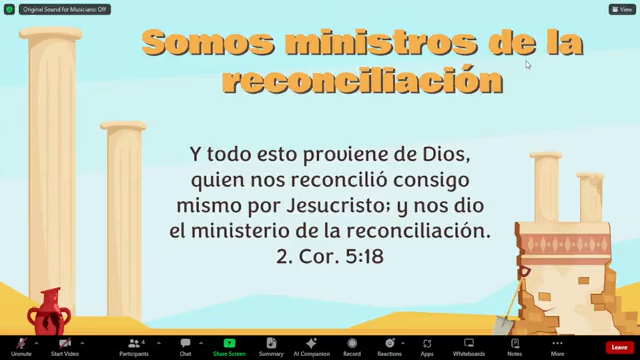 Original Sound for Musicians: Off
View
Somos ministros de la
reconciliación
Y todo esto proviene de Dios,
quien nos reconcilió consigo
mismo por Jesucristo; y nos dio
el ministerio de la reconciliación.
2. Cor. 5:18
Unmute
Start Video
Participants
4
Chat
Share Screen
Summary
AI Companion
Record
Reactions
Apps
Whiteboards
Notes
More
Leave